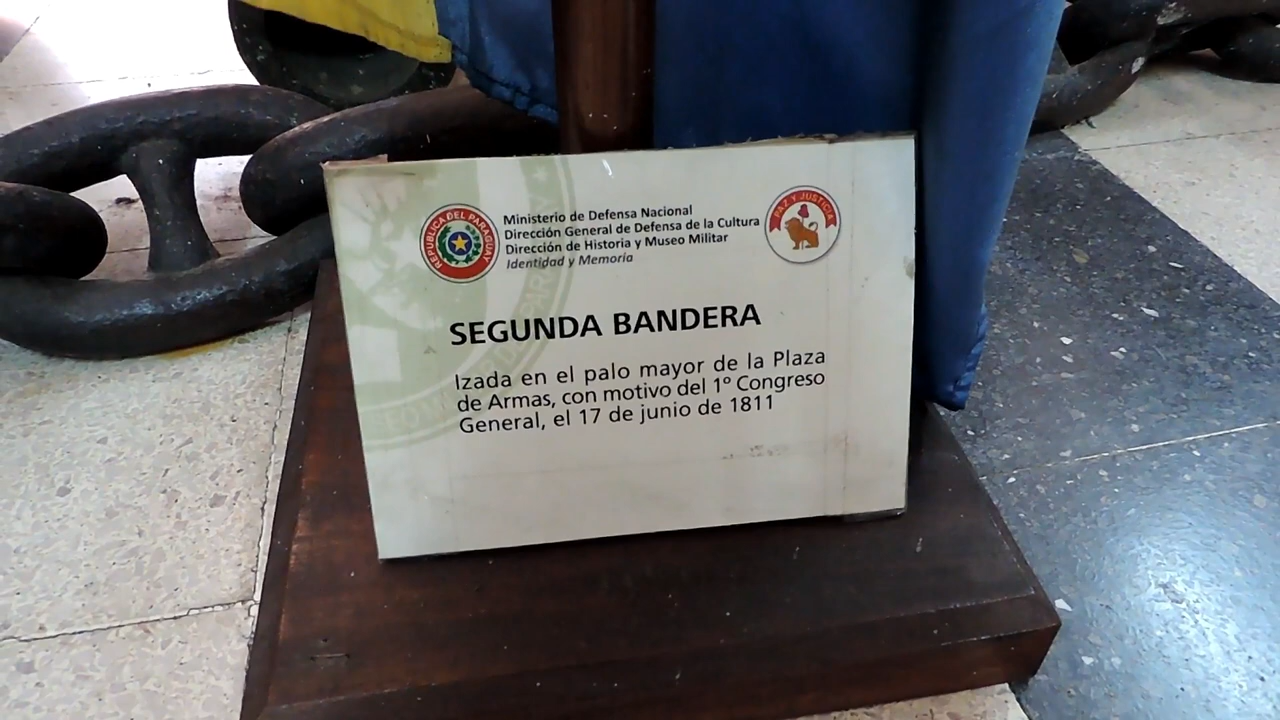 Ministerio de Defensa Nacional
Dirección General de Defensa de la Cultura
Dirección de Historia y Museo Militar
Identidad y Memoria
REPUBLICA DEL PARAGUAY
PAZ Y JUSTICIA
SEGUNDA BANDERA
Izada en el palo mayor de la Plaza
de Armas, con motivo del 1º Congreso
General, el 17 de junio de 1811